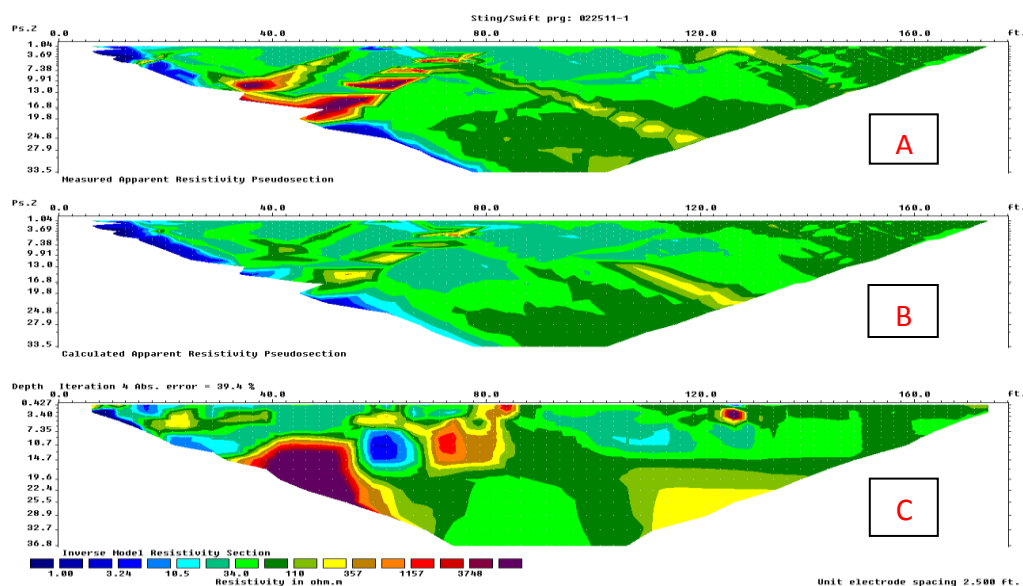 Sting/Swift prg: 022511-1
Ps.Z 0.0 40.0 80.0 120.0 160.0 ft.
1.04
3.69
7.38
9.91
13.0
16.8
19.8
24.8
27.9
33.5
A
Measured Apparent Resistivity Pseudosection
Ps.Z 0.0 40.0 80.0 120.0 160.0 ft.
1.04
3.69
7.38
9.91
13.0
16.8
19.8
24.8
27.9
33.5
B
Calculated Apparent Resistivity Pseudosection
Depth Iteration 4 Abs. error = 39.4 %
0.0 40.0 80.0 120.0 160.0 ft.
0.427
3.40
7.35
10.7
14.7
19.6
22.4
25.5
28.9
32.7
36.8
C
Inverse Model Resistivity Section
1.00 3.24 10.5 34.0 110 357 1157 3748
Resistivity in ohm.m
Unit electrode spacing 2.500 ft.